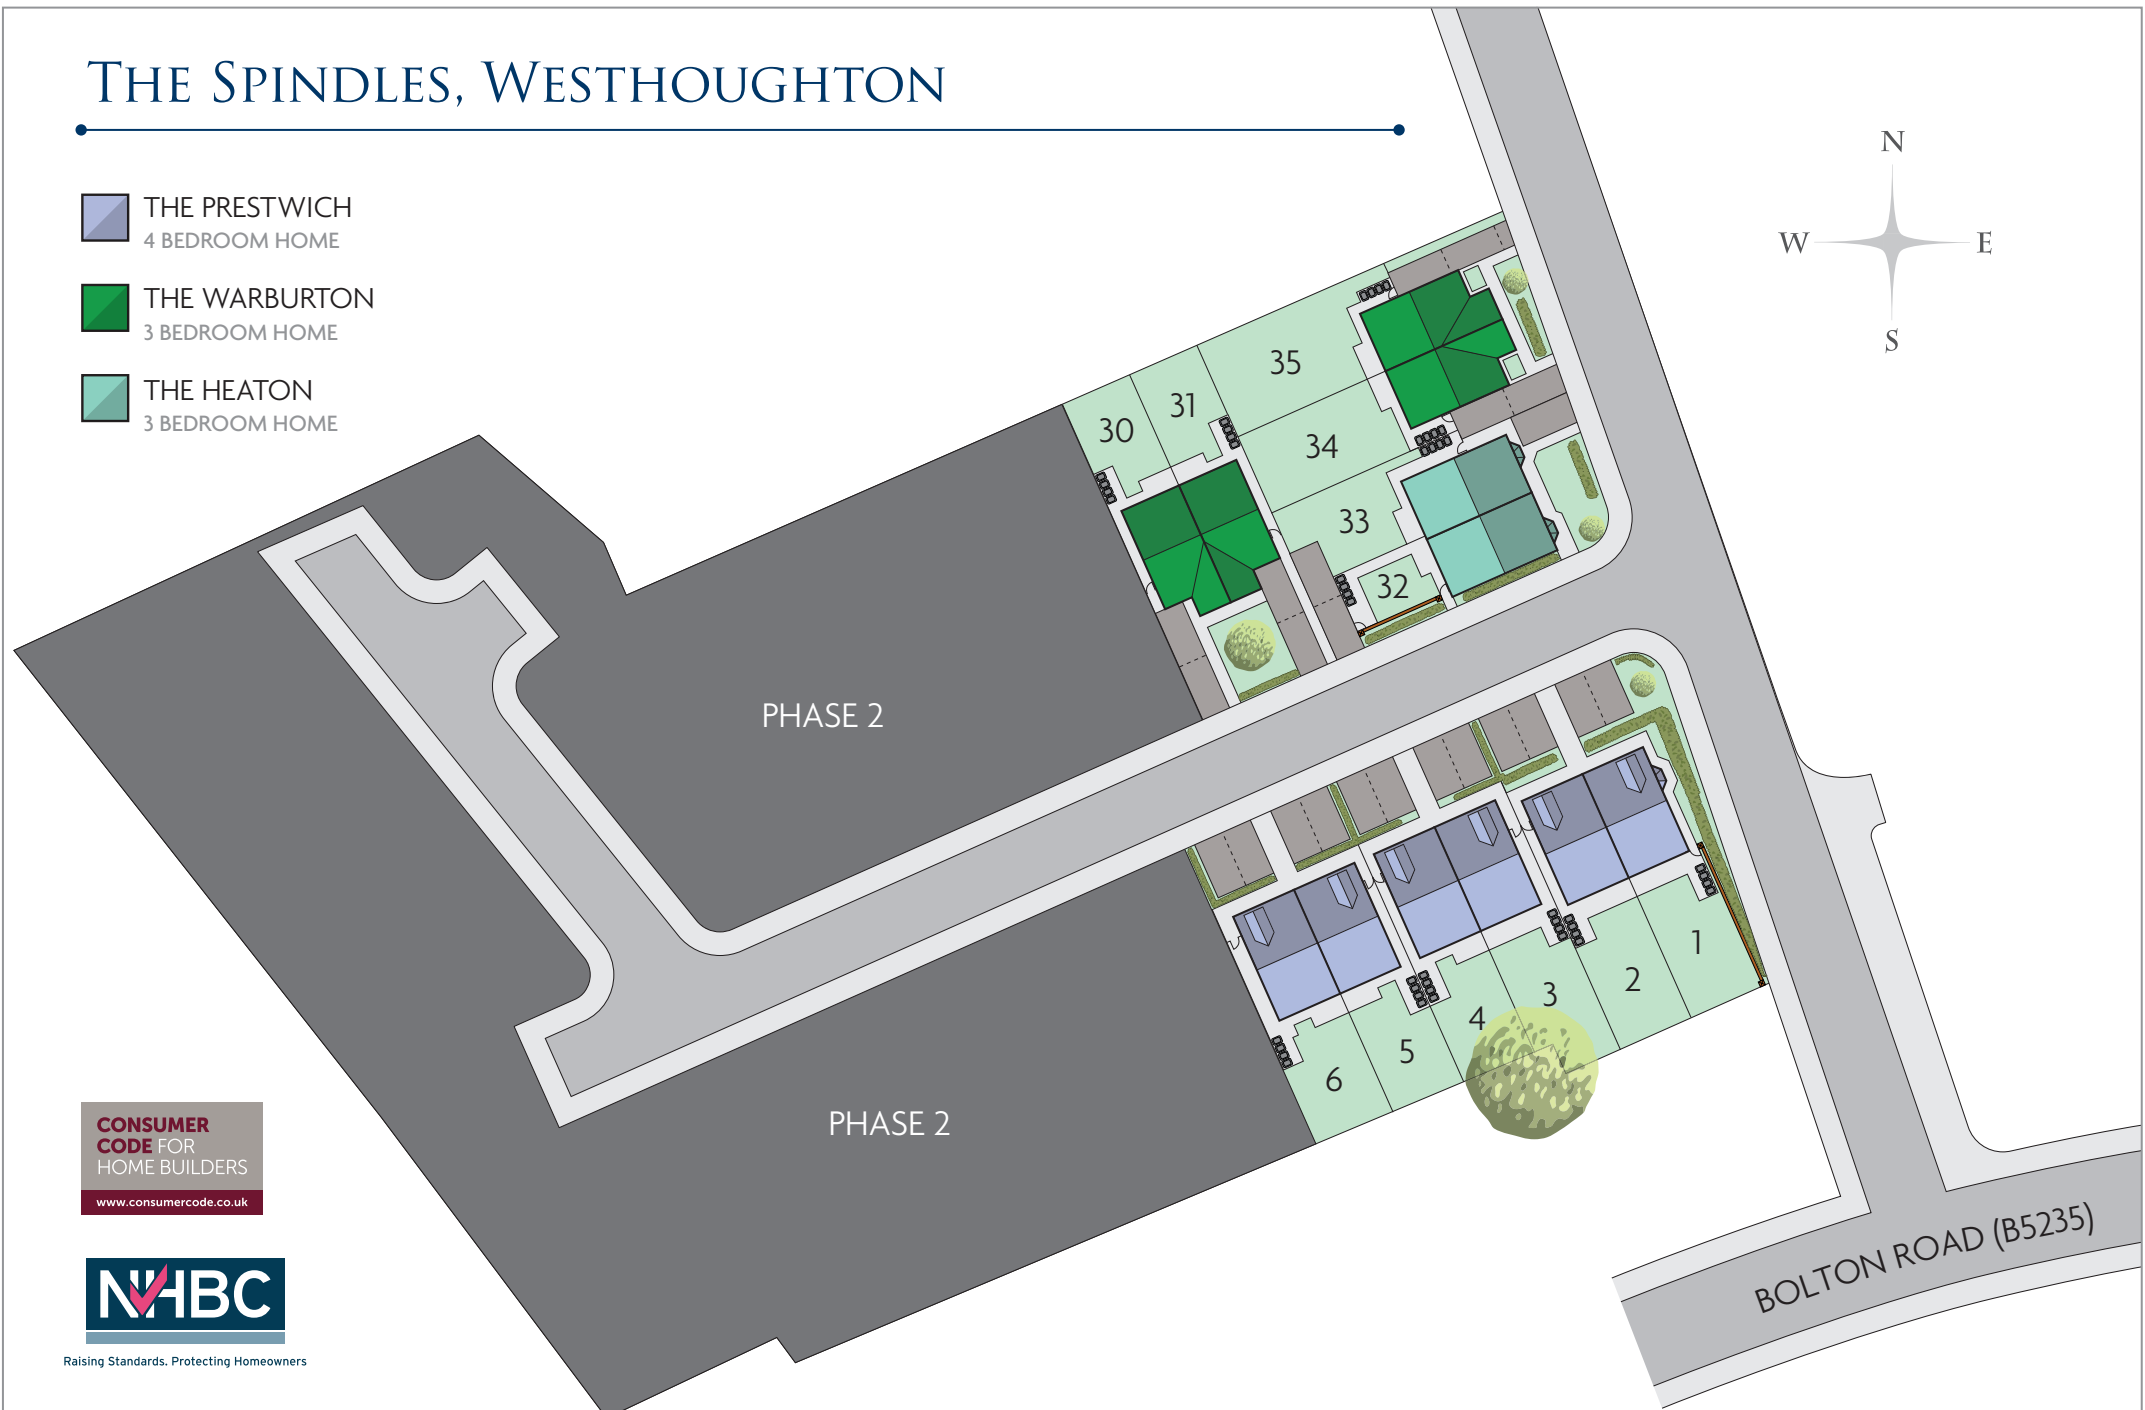 THE SPINDLES, WESTHOUGHTON
THE PRESTWICH
4 BEDROOM HOME
THE WARBURTON
3 BEDROOM HOME
THE HEATON
3 BEDROOM HOME
N
W
E
S
35
31
30
34
33
32
PHASE 2
1
2
3
4
5
6
PHASE 2
BOLTON ROAD (B5235)
CONSUMER
CODE FOR
HOME BUILDERS
www.consumercode.co.uk
NHBC
Raising Standards. Protecting Homeowners